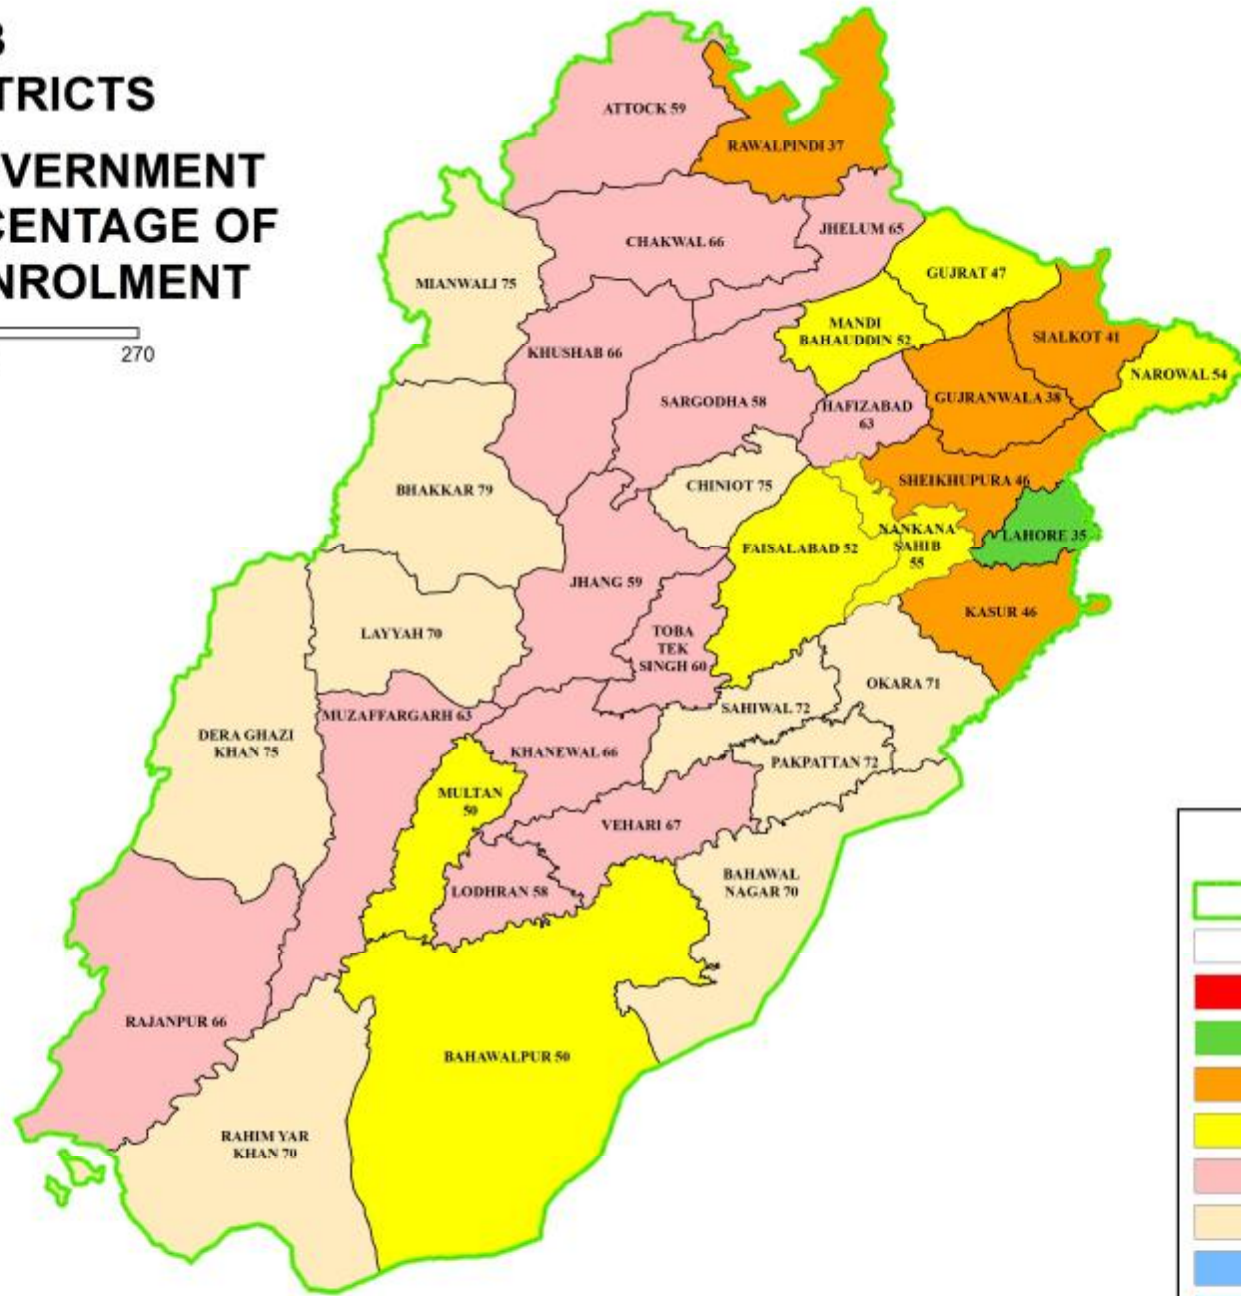 B
TRICTS
VERNMENT
CENTAGE OF
NROLMENT
270
ATTOCK 59
RAWALPINDI 37
CHAKWAL 66
JHELUM 65
MIANWALI 75
GUJRAT 47
MANDI
BAHAUDDIN 52
SIALKOT 41
NAROWAL 54
KHUSHAB 66
SARGODHA 58
HAFIZABAD
63
GUJRANWALA 38
BHAKKAR 79
CHINIOT 75
SHEIKHUPURA 46
FAISALABAD 52
NANKANA
SAHIB
55
LAHORE 35
JHANG 59
KASUR 46
LAYYAH 70
TOBA
TEK
SINGH 60
OKARA 71
DERA GHAZI
KHAN 75
MUZAFFARGARH 63
SAHIWAL 72
KHANEWAL 66
PAKPATTAN 72
MULTAN
50
VEHARI 67
LODHRAN 58
BAHAWAL
NAGAR 70
RAJANPUR 66
BAHAWALPUR 50
RAHIM YAR
KHAN 70